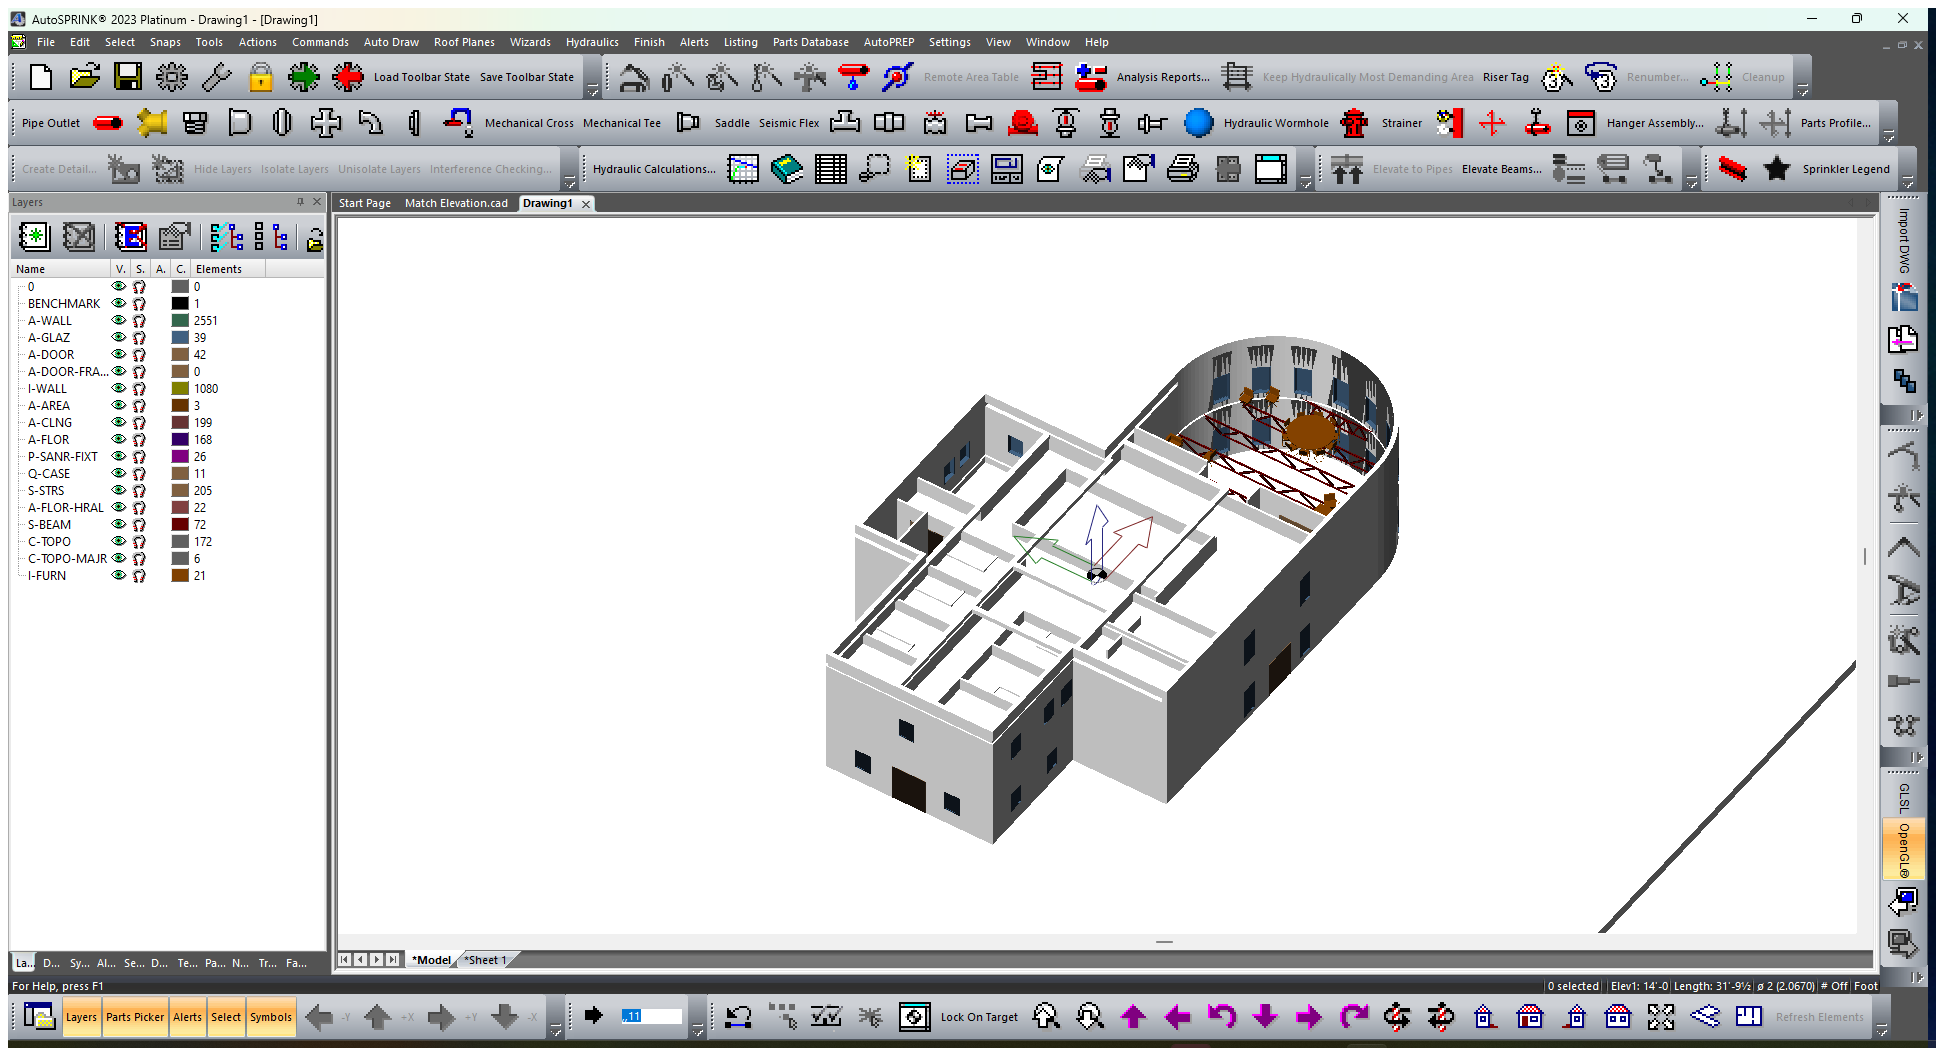 AutoSPRINK® 2023 Platinum - Drawing1 - [Drawing1]
File Edit Select Snaps Tools Actions Commands Auto Draw Roof Planes Wizards Hydraulics Finish Alerts Listing Parts Database AutoPREP Settings View Window Help
Load Toolbar State Save Toolbar State Remote Area Table Analysis Reports... Keep Hydraulically Most Demanding Area Riser Tag Renumber... Cleanup
Pipe Outlet Mechanical Cross Mechanical Tee Saddle Seismic Flex Hydraulic Wormhole Strainer Hanger Assembly... Parts Profile...
Create Detail... Hide Layers Isolate Layers Unisolate Layers Interference Checking... Hydraulic Calculations... Elevate to Pipes Elevate Beams... Sprinkler Legend
Layers
Start Page Match Elevation.cad Drawing1
Name V. S. A. C. Elements
0 0
BENCHMARK 1
A-WALL 2551
A-GLAZ 39
A-DOOR 42
A-DOOR-FRA... 0
I-WALL 1080
A-AREA 3
A-CLNG 199
A-FLOR 168
P-SANR-FIXT 26
Q-CASE 11
S-STRS 205
A-FLOR-HRAL 22
S-BEAM 72
C-TOPO 172
C-TOPO-MAJR 6
I-FURN 21
Import DWG
GLSL
OpenGL®
La... D... Sy... Al... Se... D... Te... Pa... N... Tr... Fa...
*Model *Sheet 1
For Help, press F1
0 selected Elev1: 14'-0 Length: 31'-9½ ø 2 (2.0670) # Off Foot
Layers Parts Picker Alerts Select Symbols -Y +X +Y -X ,,11 Lock On Target Refresh Elements